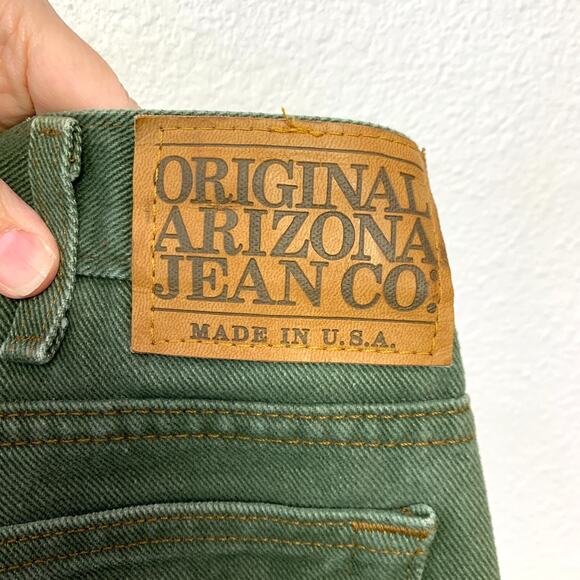 ORIGINAL
ARIZONA
JEAN CO.
MADE IN U.S.A.